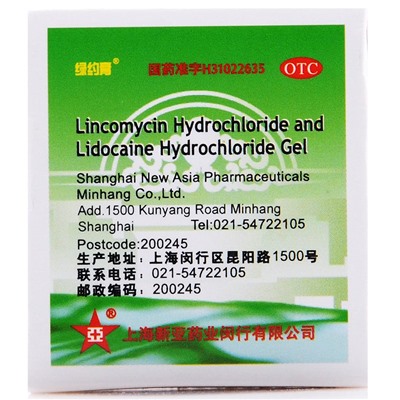 绿约膏® 国药准字H31022635 OTC
Lincomycin Hydrochloride and
Lidocaine Hydrochloride Gel
Shanghai New Asia Pharmaceuticals
Minhang Co.,Ltd.
Add.1500 Kunyang Road Minhang
Shanghai Tel:021-54722105
Postcode:200245
生产地址: 上海闵行区昆阳路1500号
联系电话: 021-54722105
邮政编码: 200245
亞® 上海新亚药业闵行有限公司